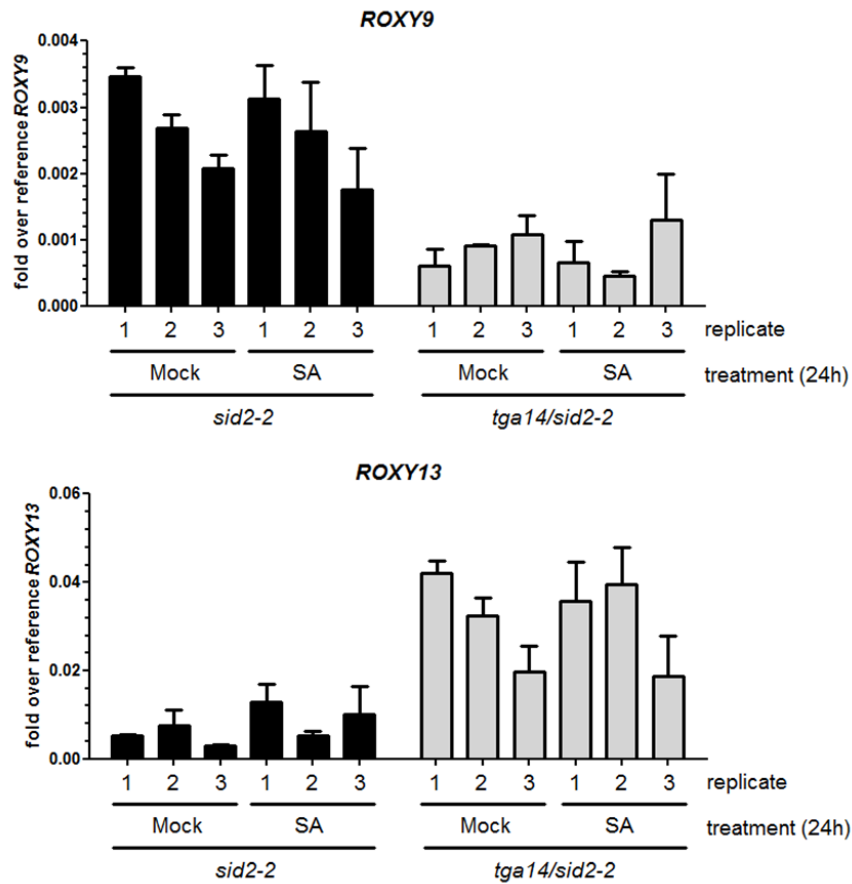 ROXY9
fold over reference ROXY9
0.004
0.003
0.002
0.001
0.000
1 2 3 1 2 3 1 2 3 1 2 3 replicate
Mock SA Mock SA treatment (24h)
sid2-2 tga14/sid2-2
ROXY13
fold over reference ROXY13
0.06
0.04
0.02
0.00
1 2 3 1 2 3 1 2 3 1 2 3 replicate
Mock SA Mock SA treatment (24h)
sid2-2 tga14/sid2-2